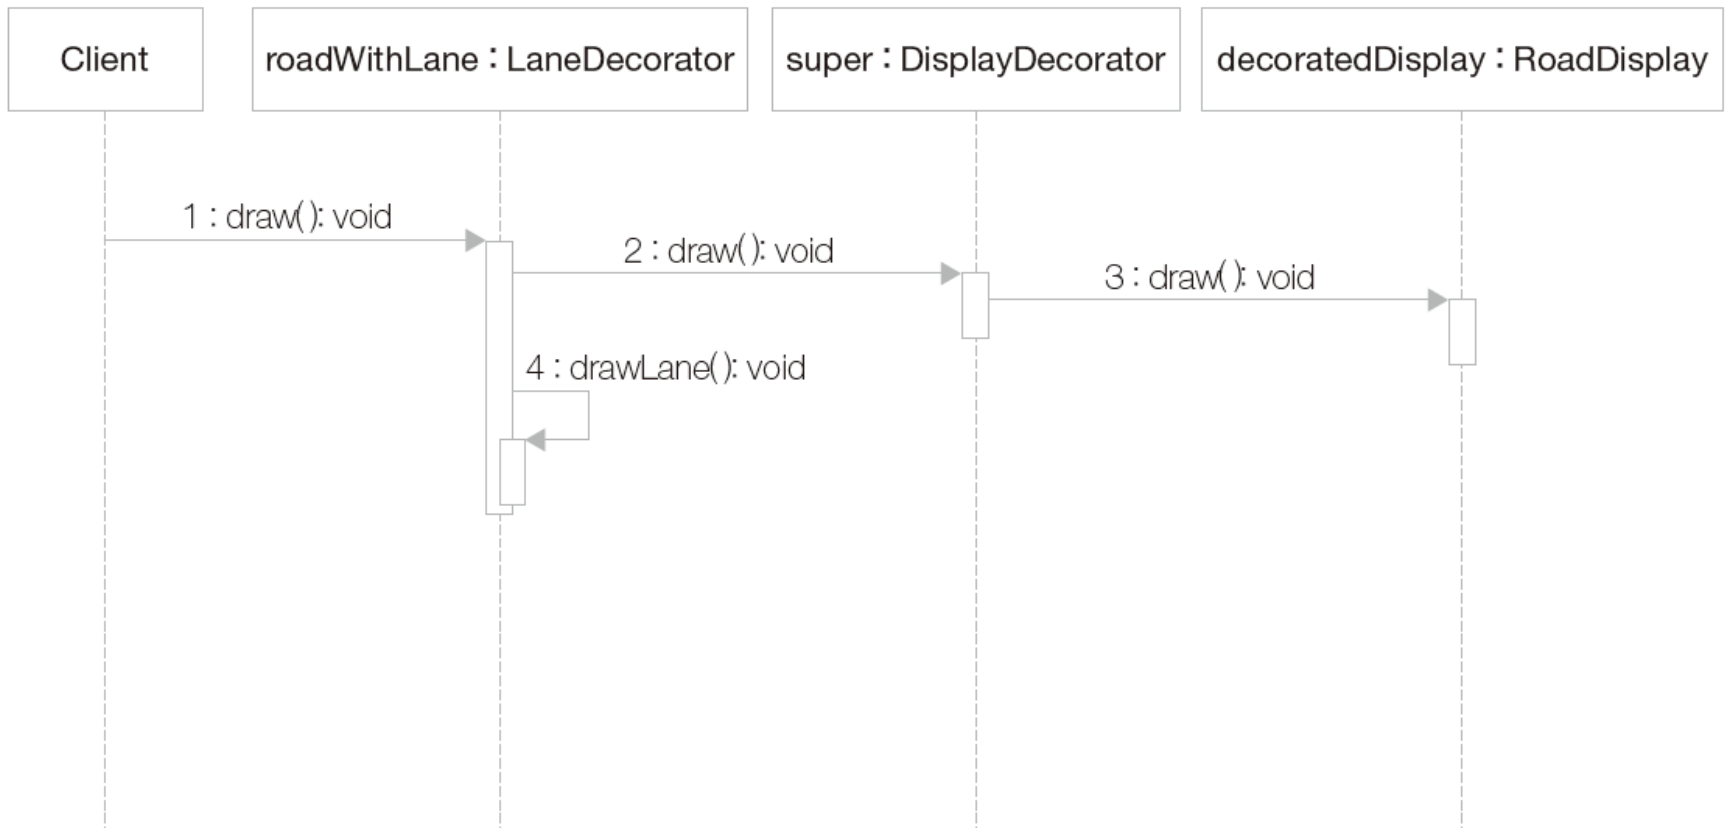 Client
roadWithLane : LaneDecorator
super : DisplayDecorator
decoratedDisplay : RoadDisplay
1 : draw(): void
2 : draw(): void
3 : draw(): void
4 : drawLane(): void